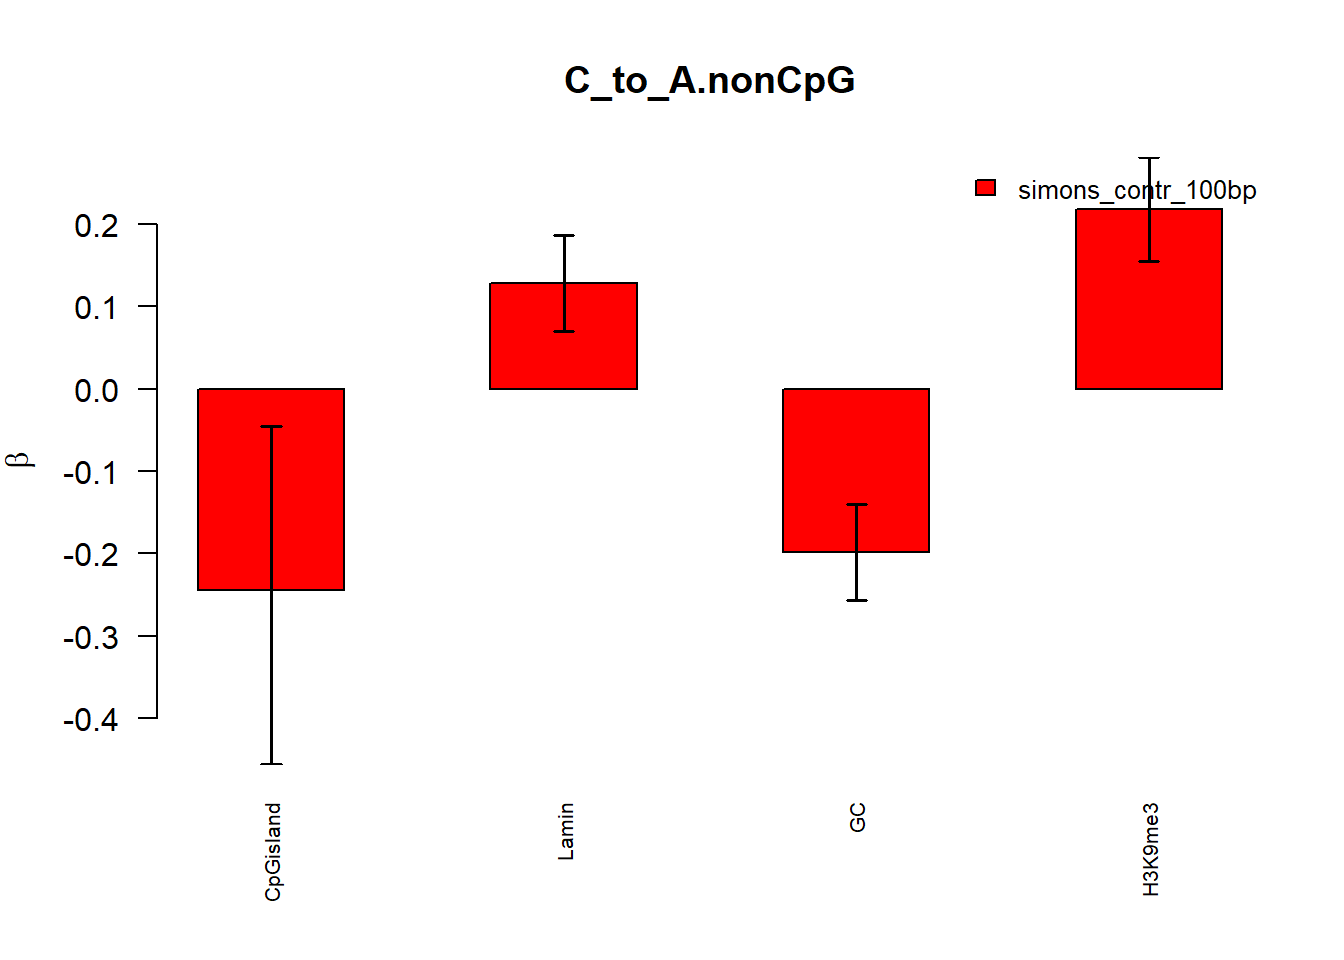 C_to_A.nonCpG
simons_contr_100bp
0.2
0.1
0.0
-0.1
-0.2
-0.3
-0.4
β
CpGisland
Lamin
GC
H3K9me3